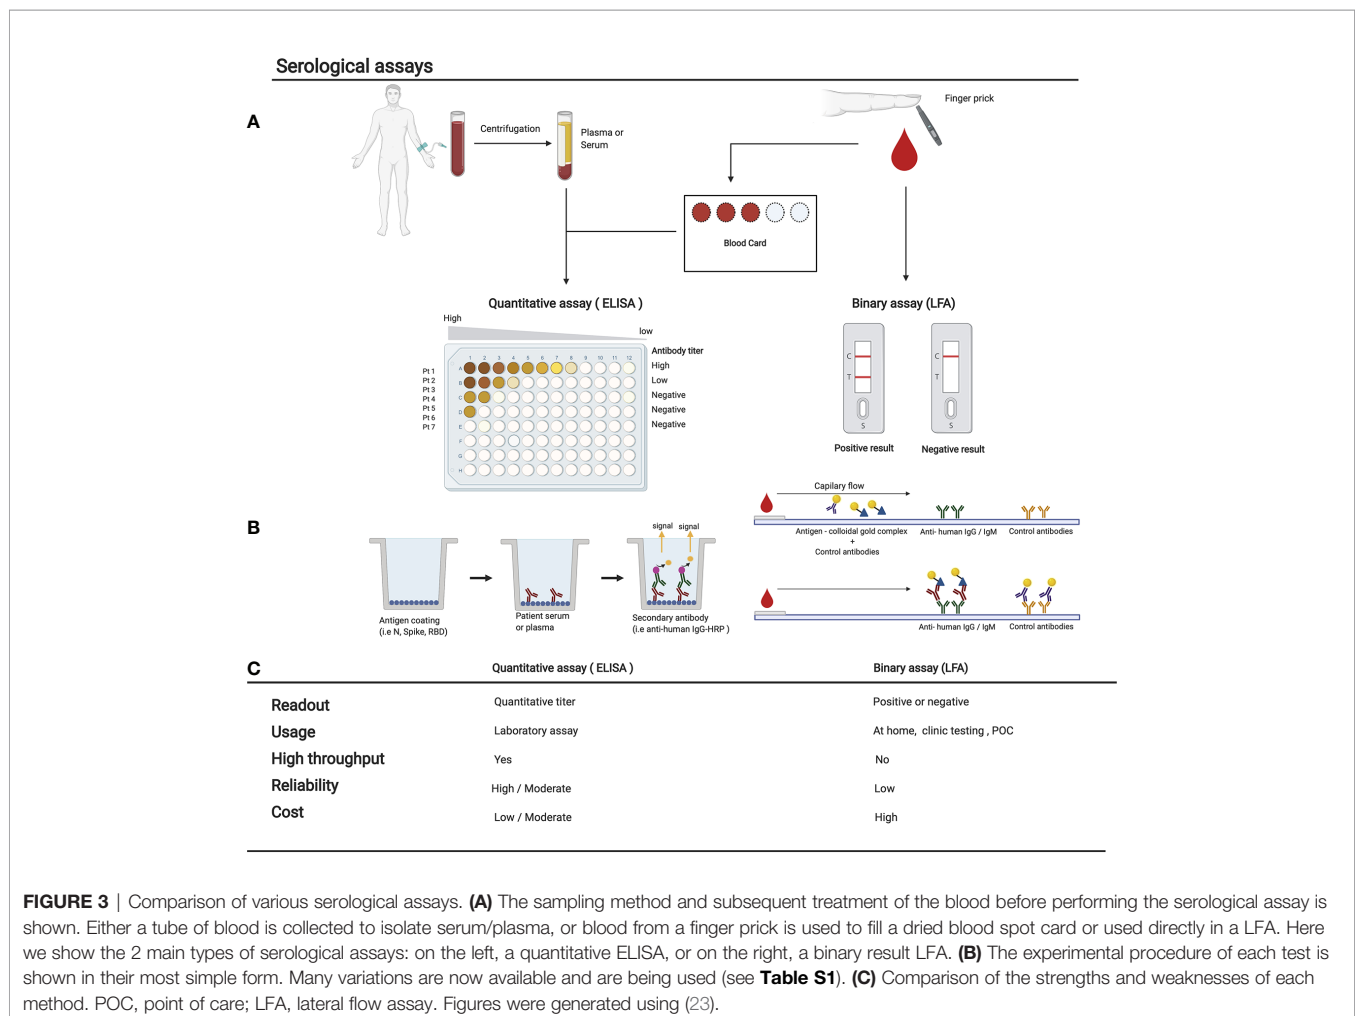 Serological assays
A
Centrifugation
Plasma or
Serum
Finger prick
Blood Card
Quantitative assay ( ELISA )
Binary assay (LFA)
High
low
Antibody titer
1 2 3 4 5 6 7 8 9 10 11 12
A
B
C
D
E
F
G
H
Pt 1
Pt 2
Pt 3
Pt 4
Pt 5
Pt 6
Pt 7
High
Low
Negative
Negative
Negative
C
T
S
Positive result
C
T
S
Negative result
B
Antigen coating
(i.e N, Spike, RBD)
Patient serum
or plasma
signal signal
Secondary antibody
(i.e anti-human IgG-HRP )
Capilary flow
Antigen - colloidal gold complex
+
Control antibodies
Anti- human IgG / IgM
Control antibodies
Anti- human IgG / IgM
Control antibodies
C
Quantitative assay ( ELISA ) Binary assay (LFA)
Readout Quantitative titer Positive or negative
Usage Laboratory assay At home, clinic testing , POC
High throughput Yes No
Reliability High / Moderate Low
Cost Low / Moderate High
FIGURE 3 | Comparison of various serological assays. (A) The sampling method and subsequent treatment of the blood before performing the serological assay is
shown. Either a tube of blood is collected to isolate serum/plasma, or blood from a finger prick is used to fill a dried blood spot card or used directly in a LFA. Here
we show the 2 main types of serological assays: on the left, a quantitative ELISA, or on the right, a binary result LFA. (B) The experimental procedure of each test is
shown in their most simple form. Many variations are now available and are being used (see Table S1). (C) Comparison of the strengths and weaknesses of each
method. POC, point of care; LFA, lateral flow assay. Figures were generated using (23).